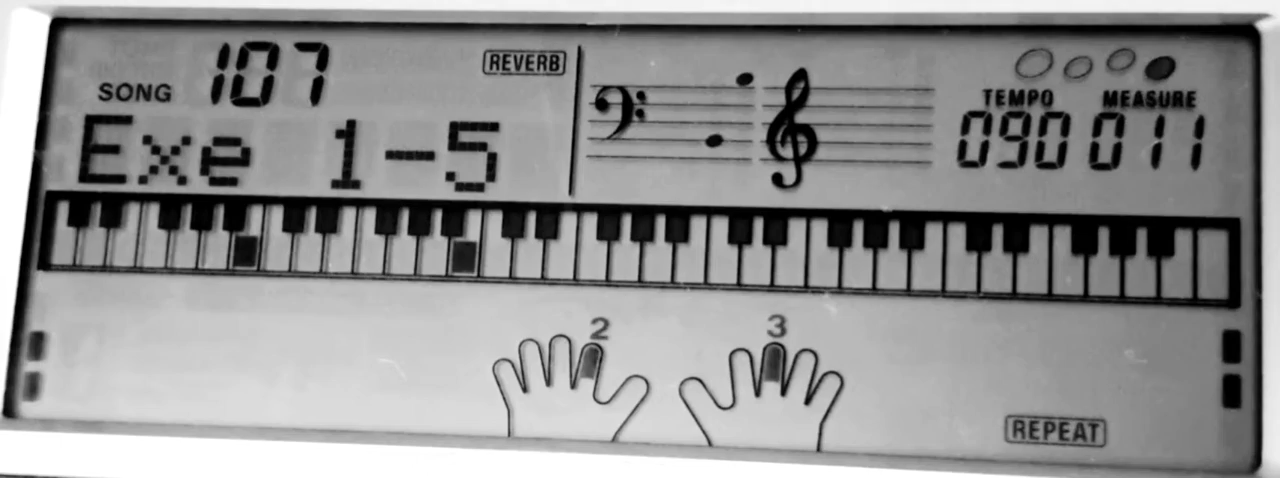 SONG 107 REVERB
Exe 1-5
TEMPO MEASURE
090 011
2 3
REPEAT